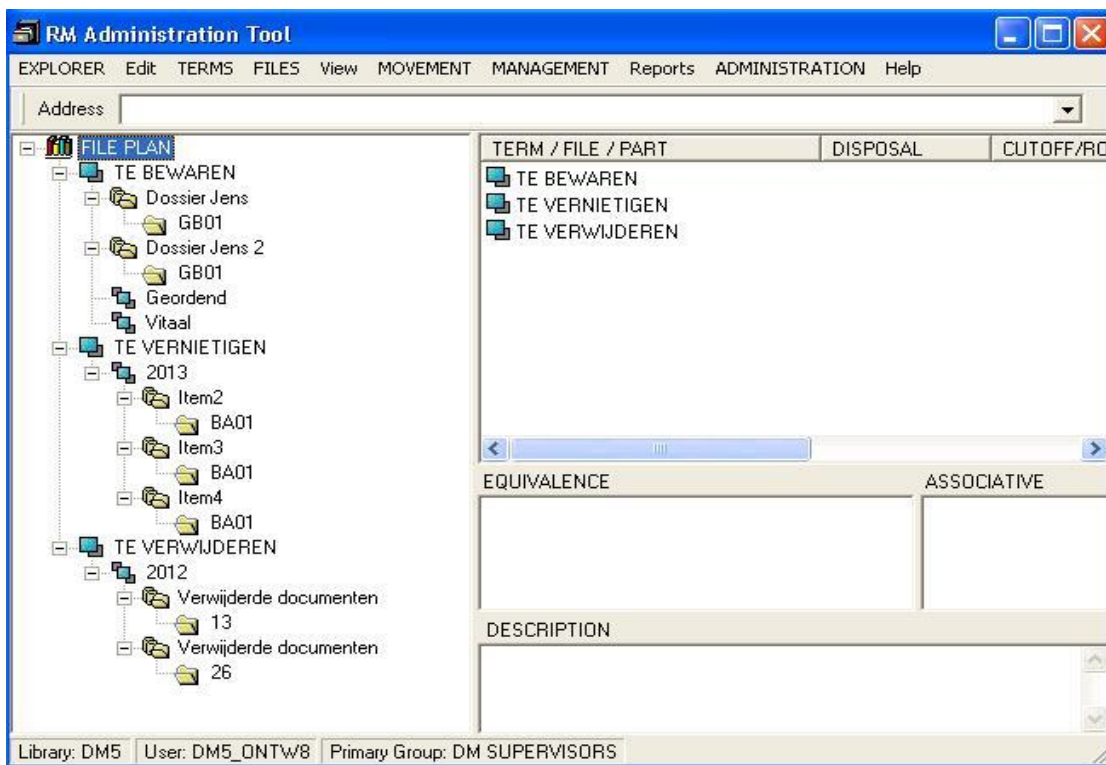 RM Administration Tool
EXPLORER Edit TERMS FILES View MOVEMENT MANAGEMENT Reports ADMINISTRATION Help
Address
FILE PLAN
TE BEWAREN
Dossier Jens
GB01
Dossier Jens 2
GB01
Geordend
Vitaal
TE VERNIETIGEN
2013
Item2
BA01
Item3
BA01
Item4
BA01
TE VERWIJDEREN
2012
Verwijderde documenten
13
Verwijderde documenten
26
TERM / FILE / PART DISPOSAL CUTOFF/RO
TE BEWAREN
TE VERNIETIGEN
TE VERWIJDEREN
EQUIVALENCE ASSOCIATIVE
DESCRIPTION
Library: DM5 User: DM5_ONTW8 Primary Group: DM SUPERVISORS